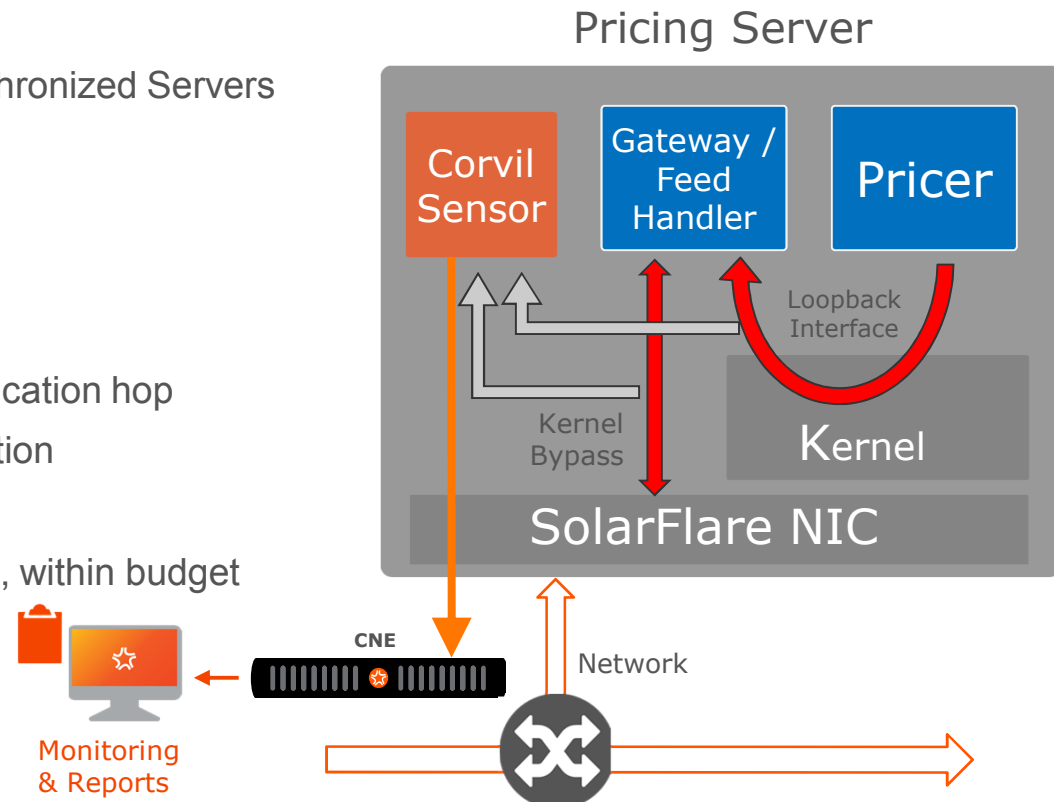 Pricing Server
hronized Servers
Corvil
Sensor
Gateway /
Feed
Handler
Pricer
Loopback
Interface
ication hop
tion
Kernel
Bypass
Kernel
SolarFlare NIC
, within budget
CNE
Network
Monitoring
& Reports